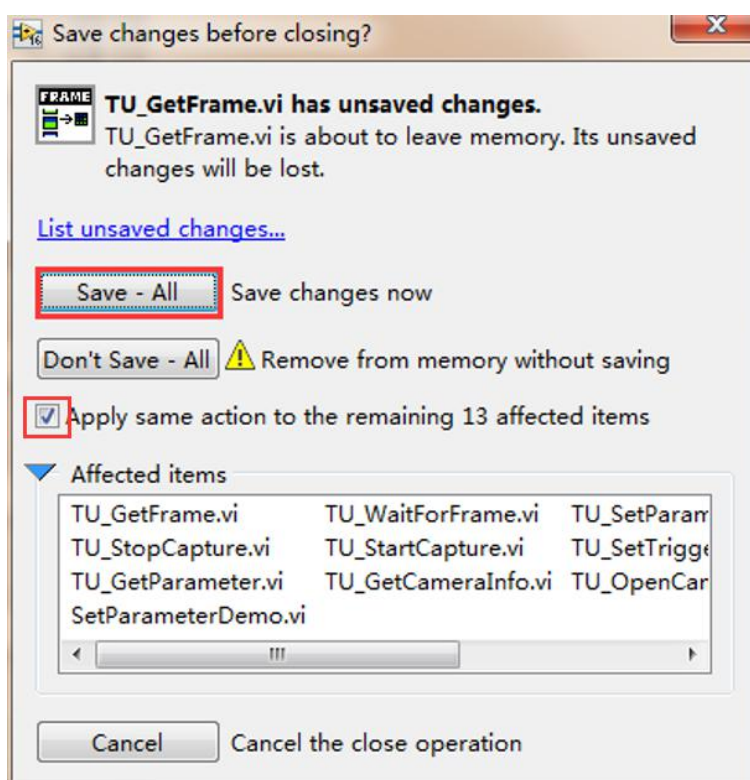 Save changes before closing?
FRAME
TU_GetFrame.vi has unsaved changes.
TU_GetFrame.vi is about to leave memory. Its unsaved
changes will be lost.
List unsaved changes...
Save - All Save changes now
Don't Save - All Remove from memory without saving
Apply same action to the remaining 13 affected items
Affected items
TU_GetFrame.vi TU_WaitForFrame.vi TU_SetParam
TU_StopCapture.vi TU_StartCapture.vi TU_SetTrigge
TU_GetParameter.vi TU_GetCameraInfo.vi TU_OpenCar
SetParameterDemo.vi
Cancel Cancel the close operation